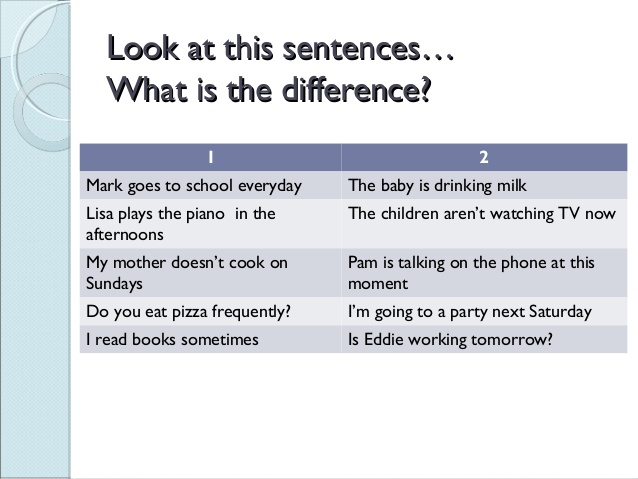 Look at this sentences…
What is the difference?
1 2
Mark goes to school everyday The baby is drinking milk
Lisa plays the piano in the The children aren't watching TV now
afternoons
My mother doesn't cook on Pam is talking on the phone at this
Sundays moment
Do you eat pizza frequently? I'm going to a party next Saturday
I read books sometimes Is Eddie working tomorrow?